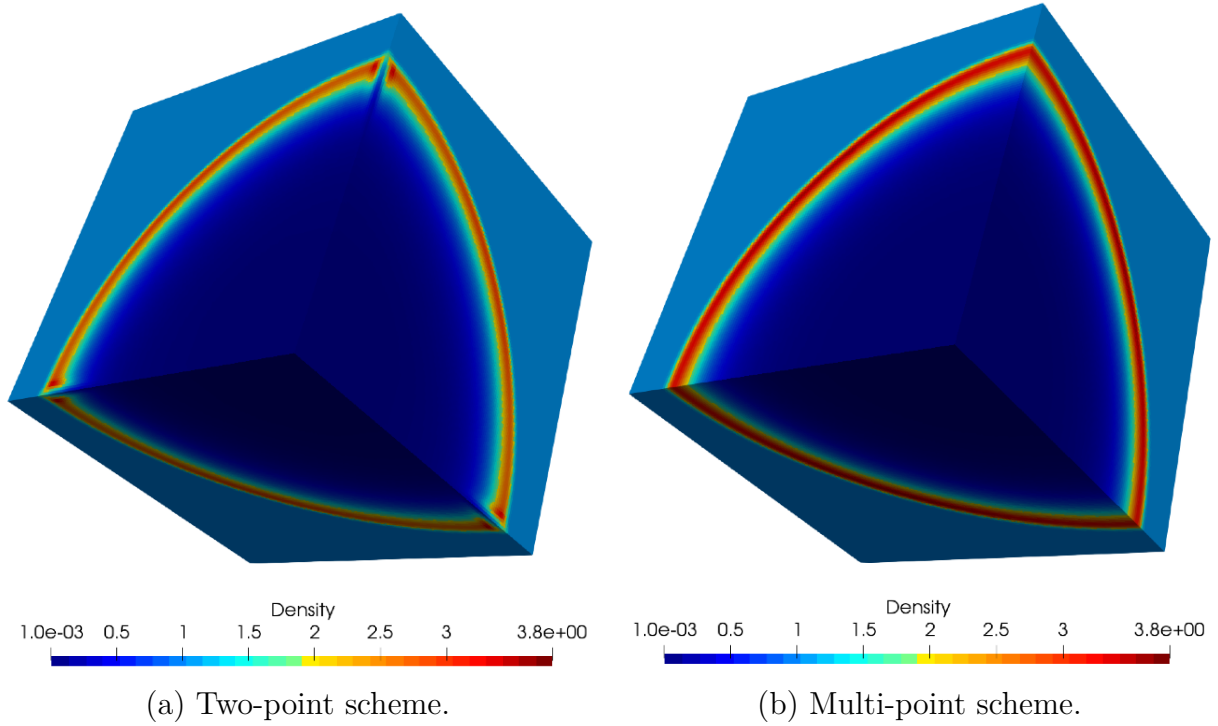 Density
1.0e-03 0.5 1 1.5 2 2.5 3 3.8e+00
(a) Two-point scheme.
Density
1.0e-03 0.5 1 1.5 2 2.5 3 3.8e+00
(b) Multi-point scheme.